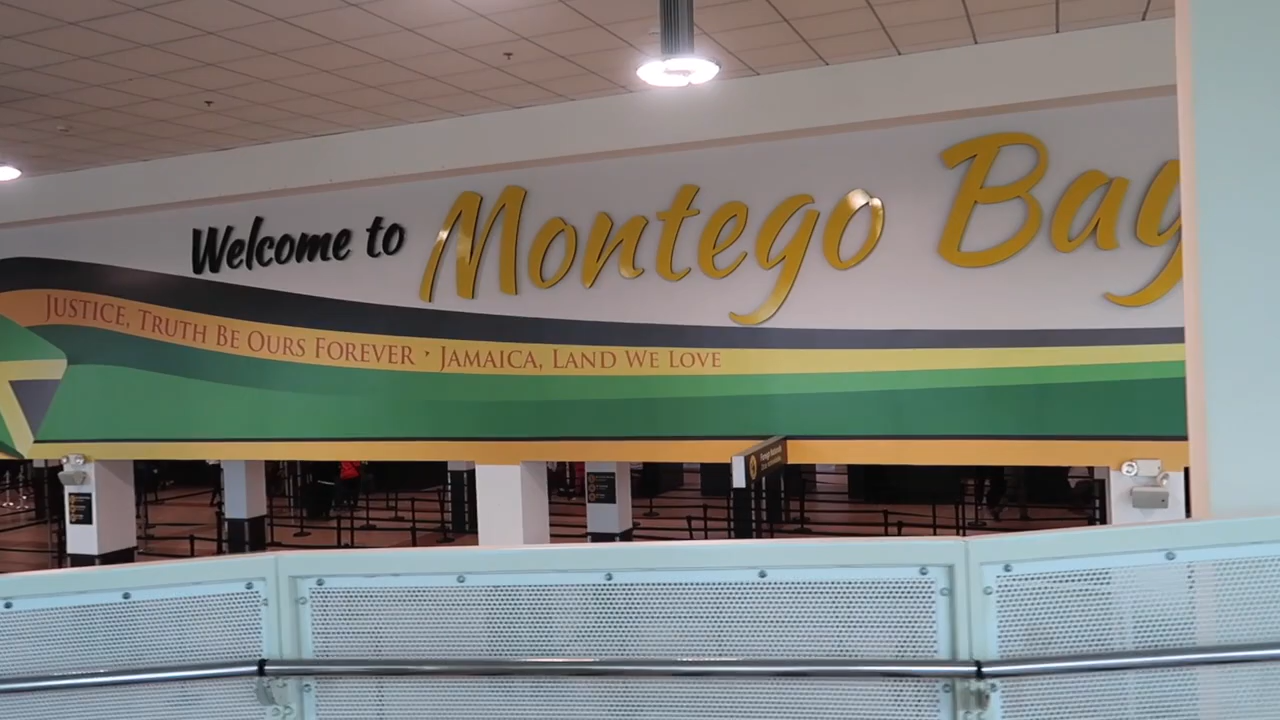 Welcome to Montego Bay
JUSTICE, TRUTH BE OURS FOREVER • JAMAICA, LAND WE LOVE